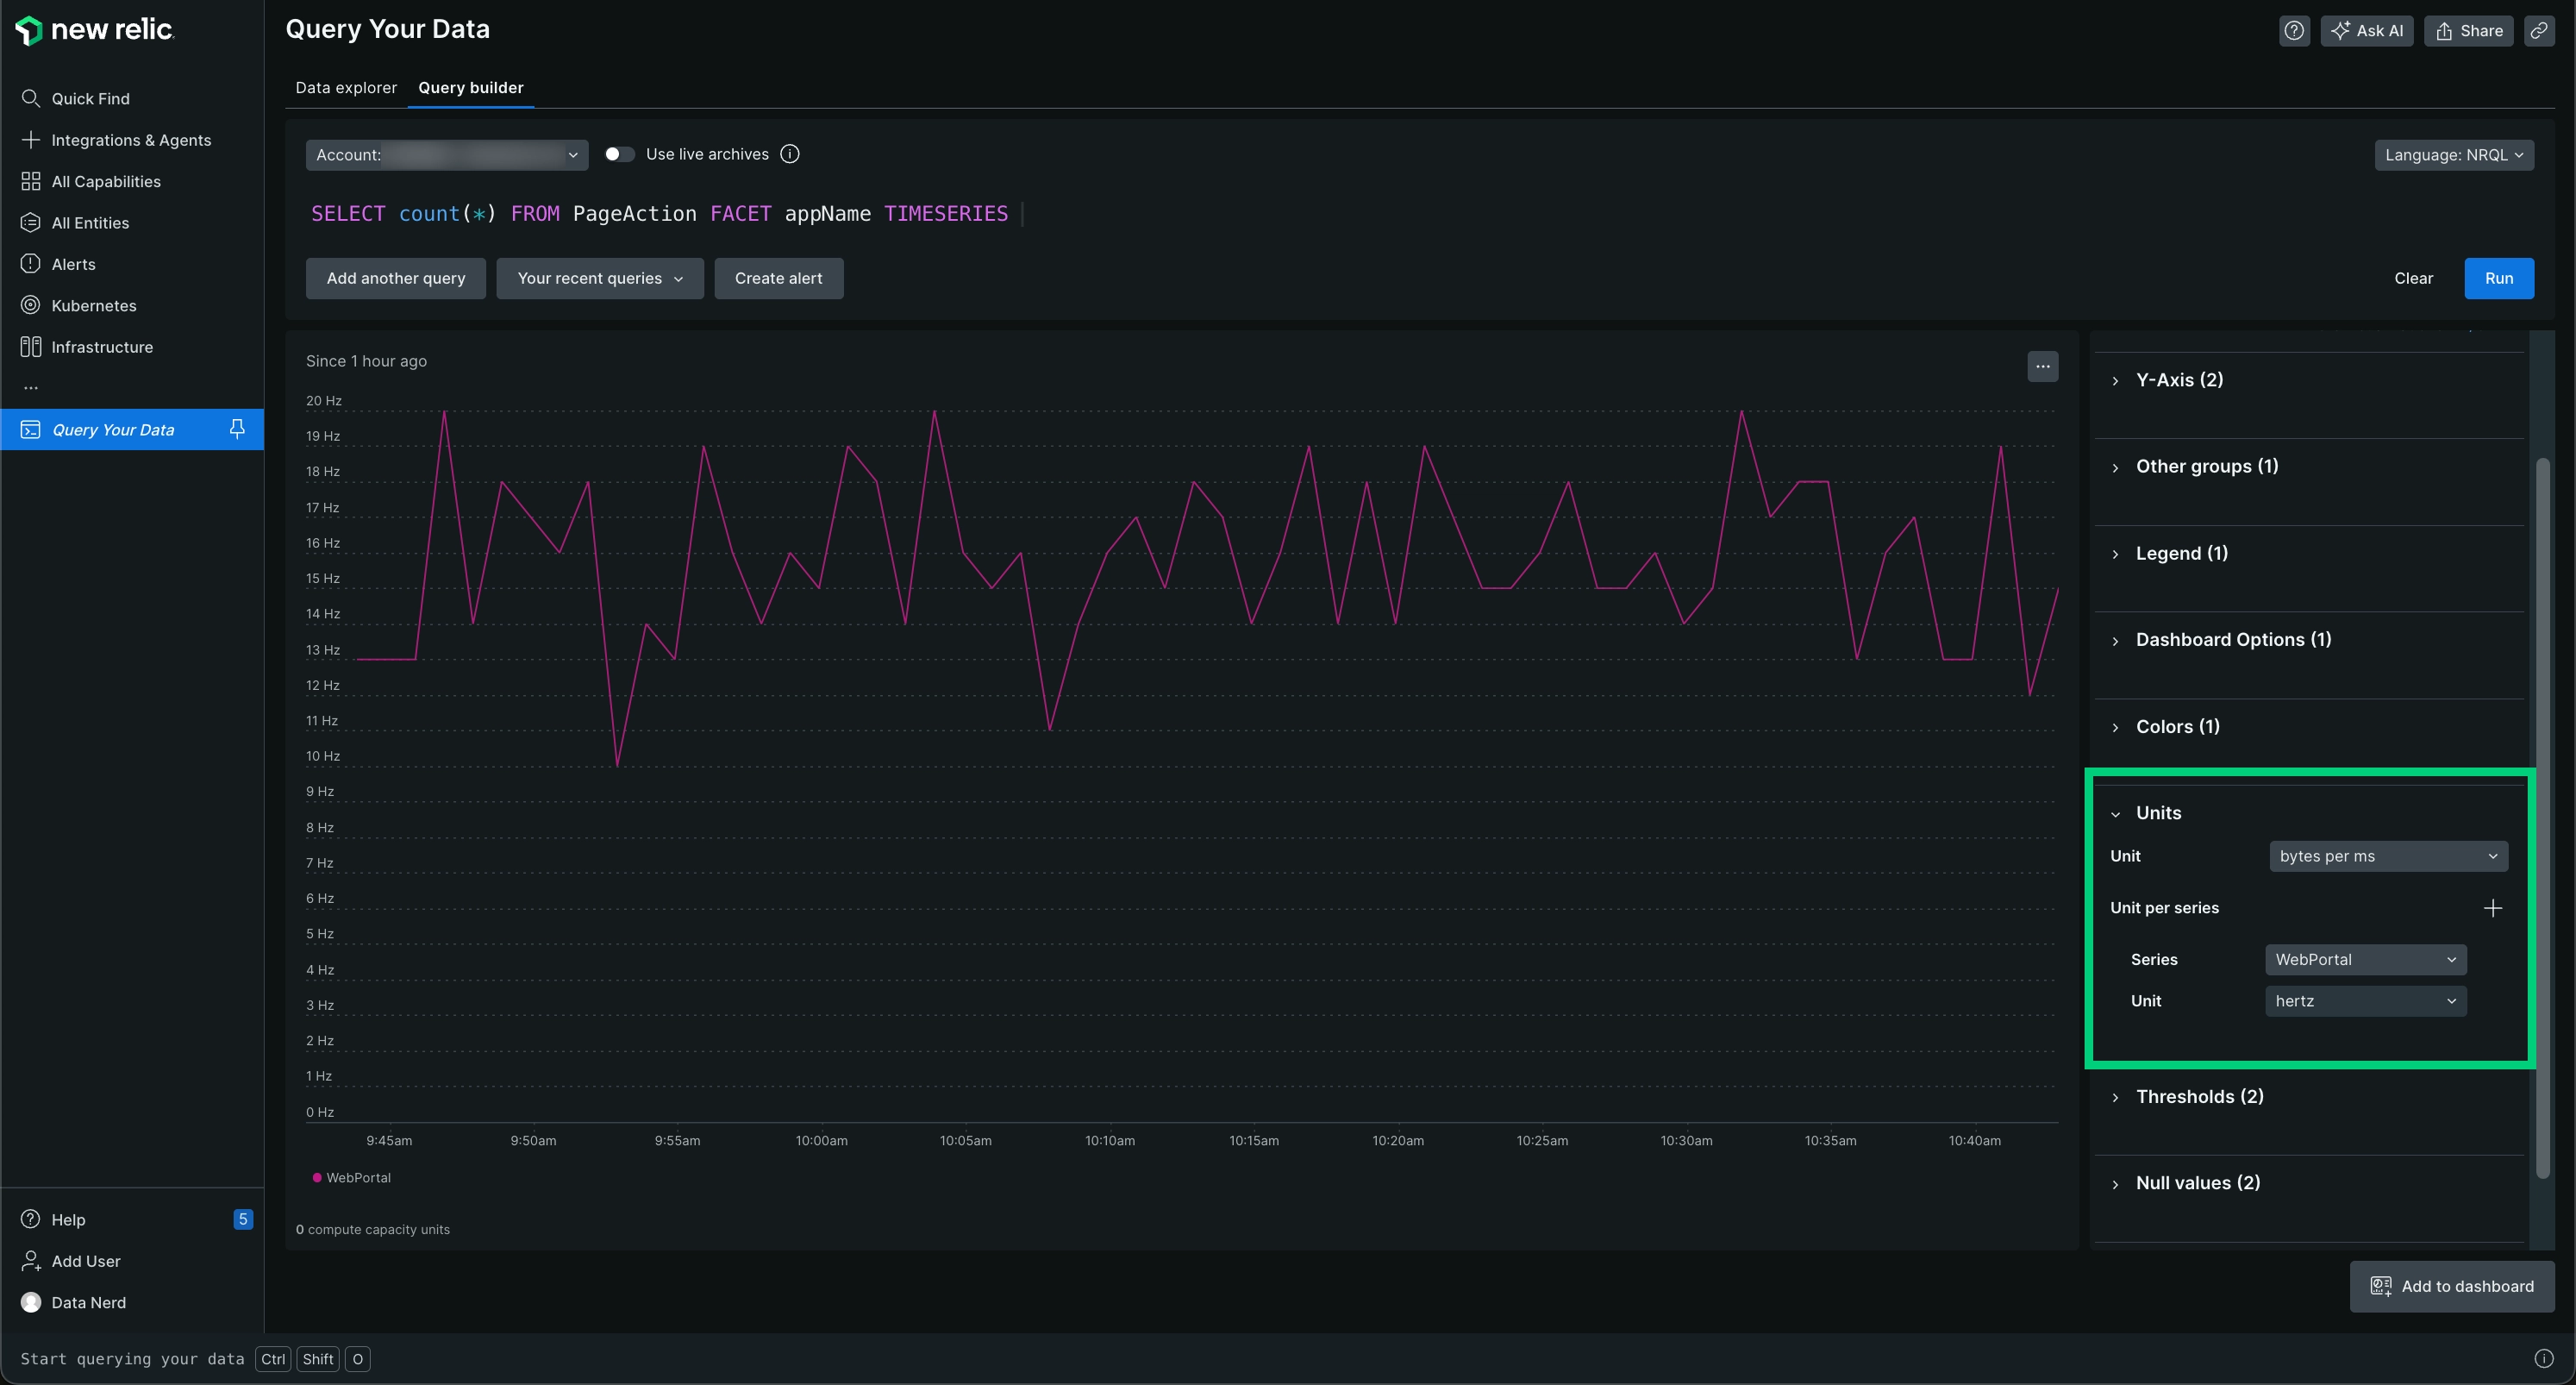 new relic
Quick Find
Integrations & Agents
All Capabilities
All Entities
Alerts
Kubernetes
Infrastructure
...
Query Your Data
Help 5
Add User
Data Nerd
Query Your Data
Ask AI
Share
Data explorer
Query builder
Account:
Use live archives
Language: NRQL
SELECT count(*) FROM PageAction FACET appName TIMESERIES
Add another query
Your recent queries
Create alert
Clear
Run
Since 1 hour ago
...
20 Hz
19 Hz
18 Hz
17 Hz
16 Hz
15 Hz
14 Hz
13 Hz
12 Hz
11 Hz
10 Hz
9 Hz
8 Hz
7 Hz
6 Hz
5 Hz
4 Hz
3 Hz
2 Hz
1 Hz
0 Hz
9:45am 9:50am 9:55am 10:00am 10:05am 10:10am 10:15am 10:20am 10:25am 10:30am 10:35am 10:40am
WebPortal
0 compute capacity units
Y-Axis (2)
Other groups (1)
Legend (1)
Dashboard Options (1)
Colors (1)
Units
Unit bytes per ms
Unit per series
Series WebPortal
Unit hertz
Thresholds (2)
Null values (2)
Add to dashboard
Start querying your data Ctrl Shift O